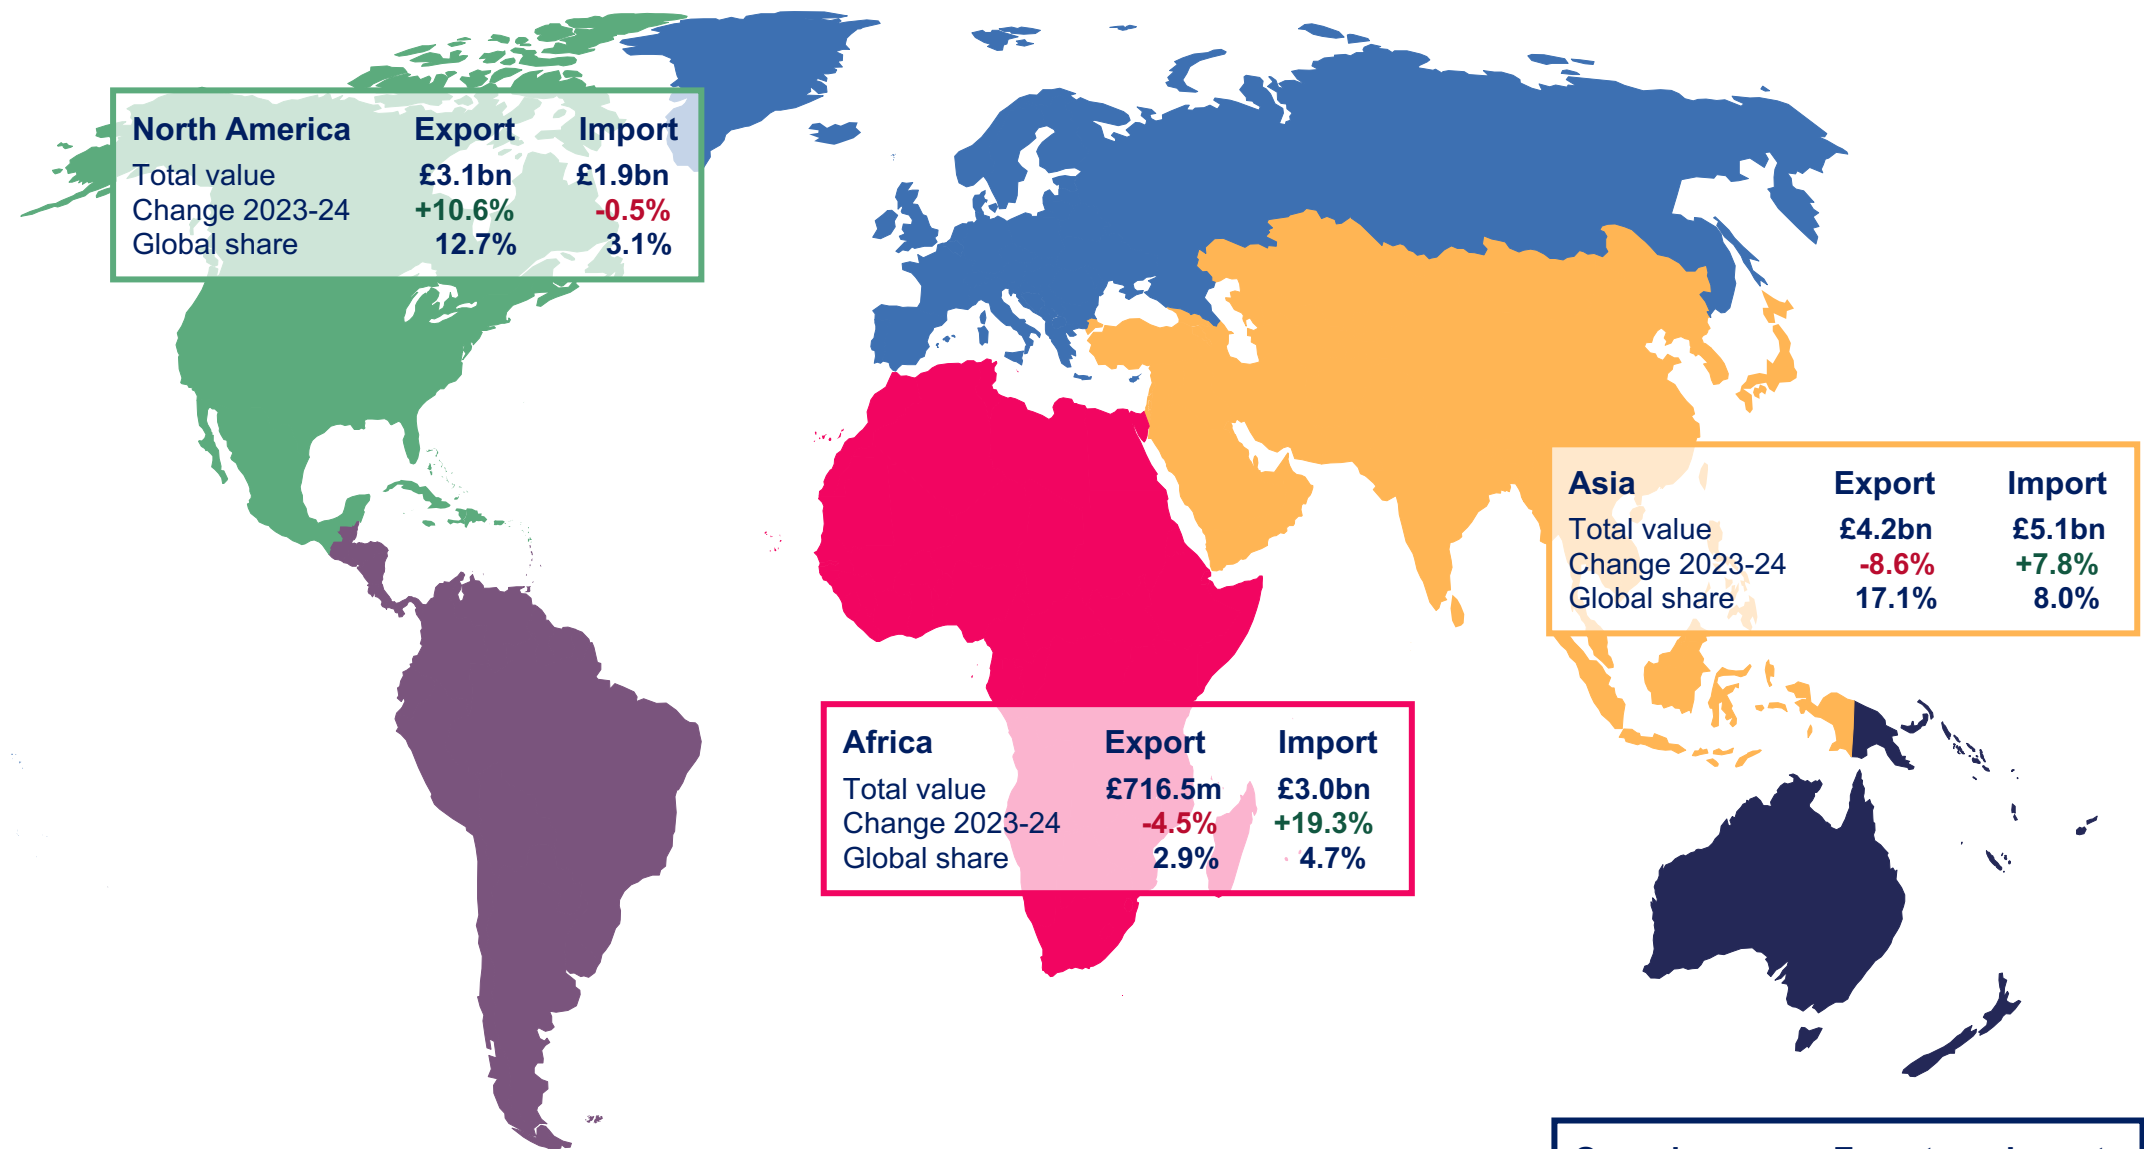 North America Export Import
Total value £3.1bn £1.9bn
Change 2023-24 +10.6% -0.5%
Global share 12.7% 3.1%
Asia Export Import
Total value £4.2bn £5.1bn
Change 2023-24 -8.6% +7.8%
Global share 17.1% 8.0%
Africa Export Import
Total value £716.5m £3.0bn
Change 2023-24 -4.5% +19.3%
Global share 2.9% 4.7%